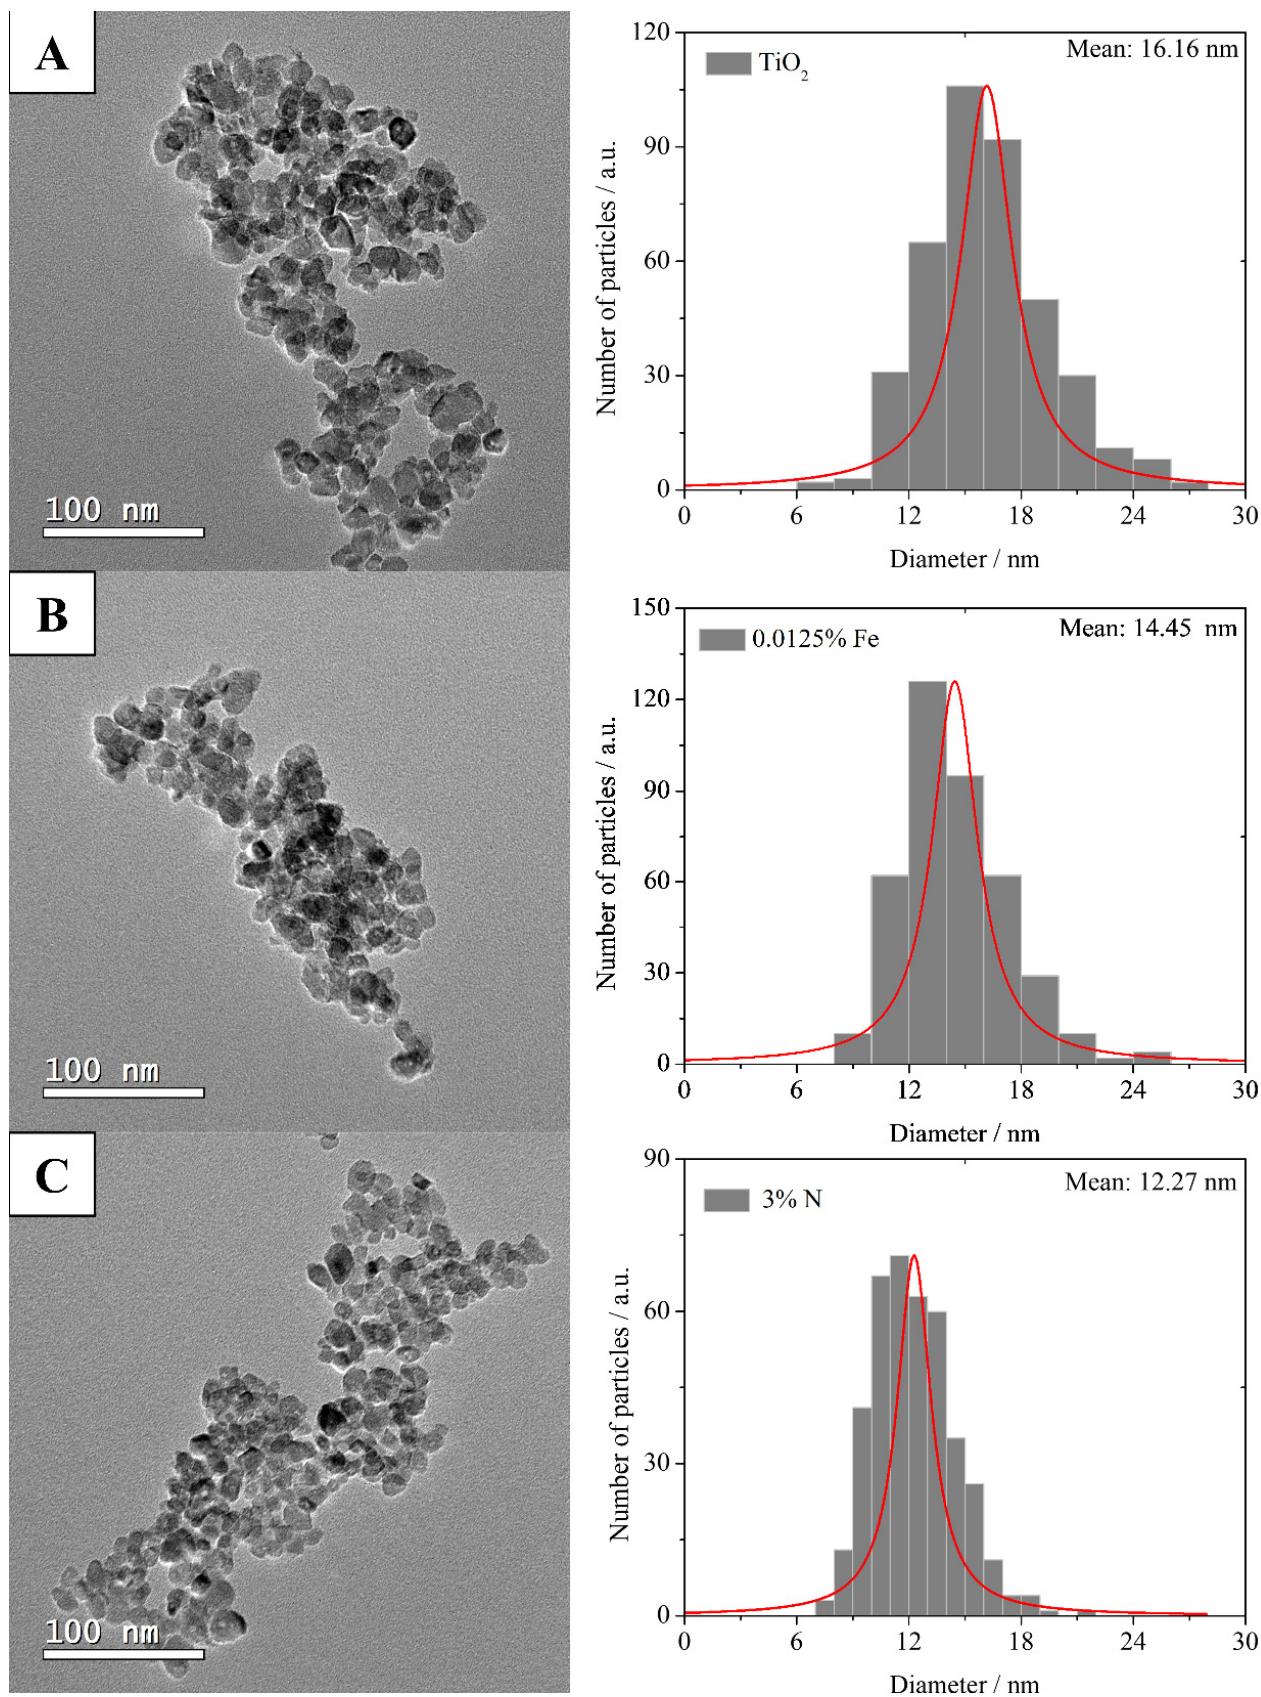 A
100 nm
120
90
60
30
0
Number of particles / a.u.
TiO₂
Mean: 16.16 nm
0 6 12 18 24 30
Diameter / nm
B
100 nm
150
120
90
60
30
0
Number of particles / a.u.
0.0125% Fe
Mean: 14.45 nm
0 6 12 18 24 30
Diameter / nm
C
100 nm
90
60
30
0
Number of particles / a.u.
3% N
Mean: 12.27 nm
0 6 12 18 24 30
Diameter / nm